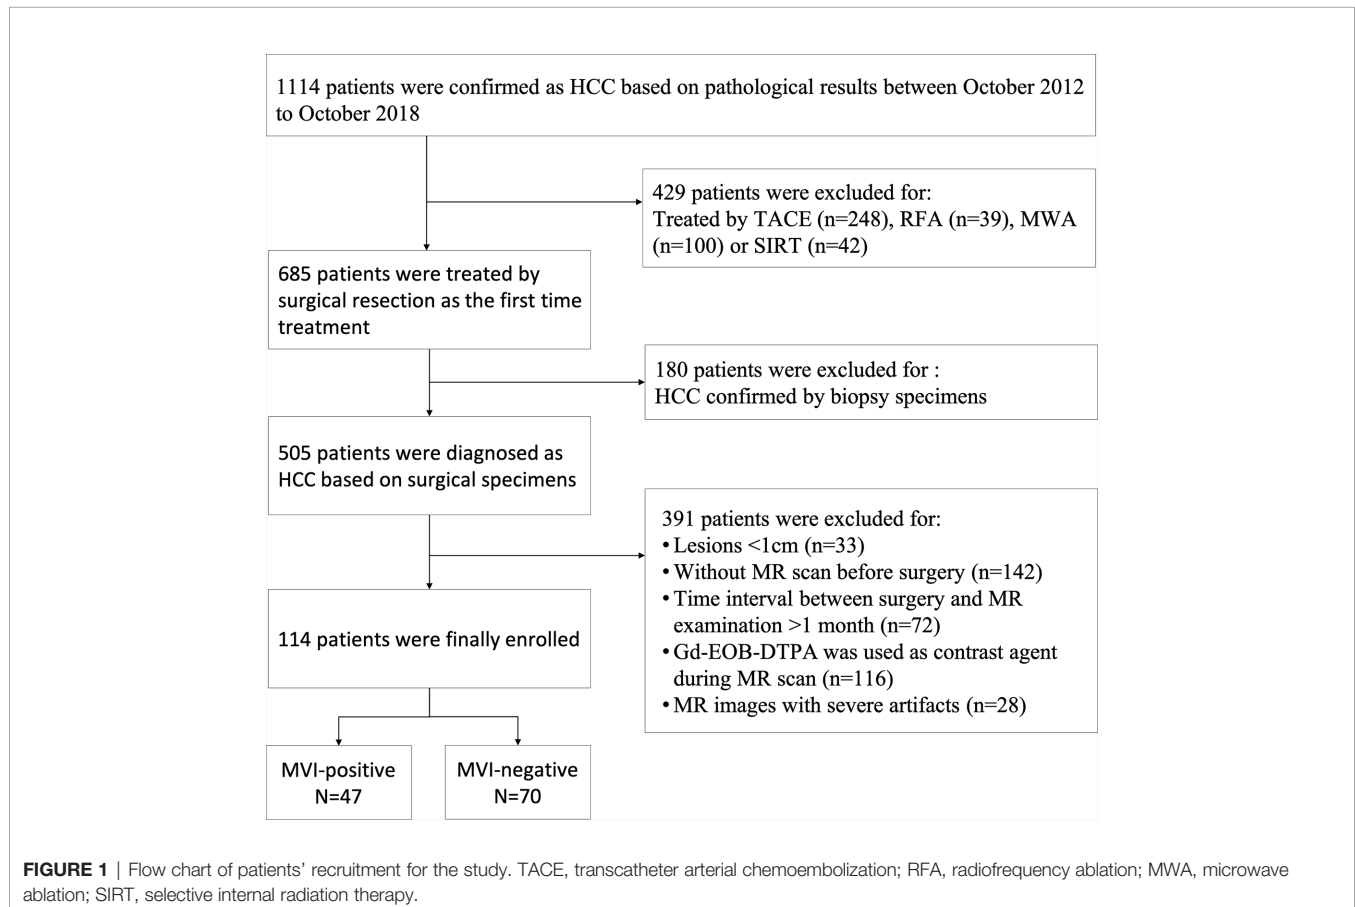 1114 patients were confirmed as HCC based on pathological results between October 2012
to October 2018
429 patients were excluded for:
Treated by TACE (n=248), RFA (n=39), MWA
(n=100) or SIRT (n=42)
685 patients were treated by
surgical resection as the first time
treatment
180 patients were excluded for :
HCC confirmed by biopsy specimens
505 patients were diagnosed as
HCC based on surgical specimens
391 patients were excluded for:
• Lesions <1cm (n=33)
• Without MR scan before surgery (n=142)
• Time interval between surgery and MR
examination >1 month (n=72)
• Gd-EOB-DTPA was used as contrast agent
during MR scan (n=116)
• MR images with severe artifacts (n=28)
114 patients were finally enrolled
MVI-positive
N=47
MVI-negative
N=70
FIGURE 1 | Flow chart of patients’ recruitment for the study. TACE, transcatheter arterial chemoembolization; RFA, radiofrequency ablation; MWA, microwave
ablation; SIRT, selective internal radiation therapy.